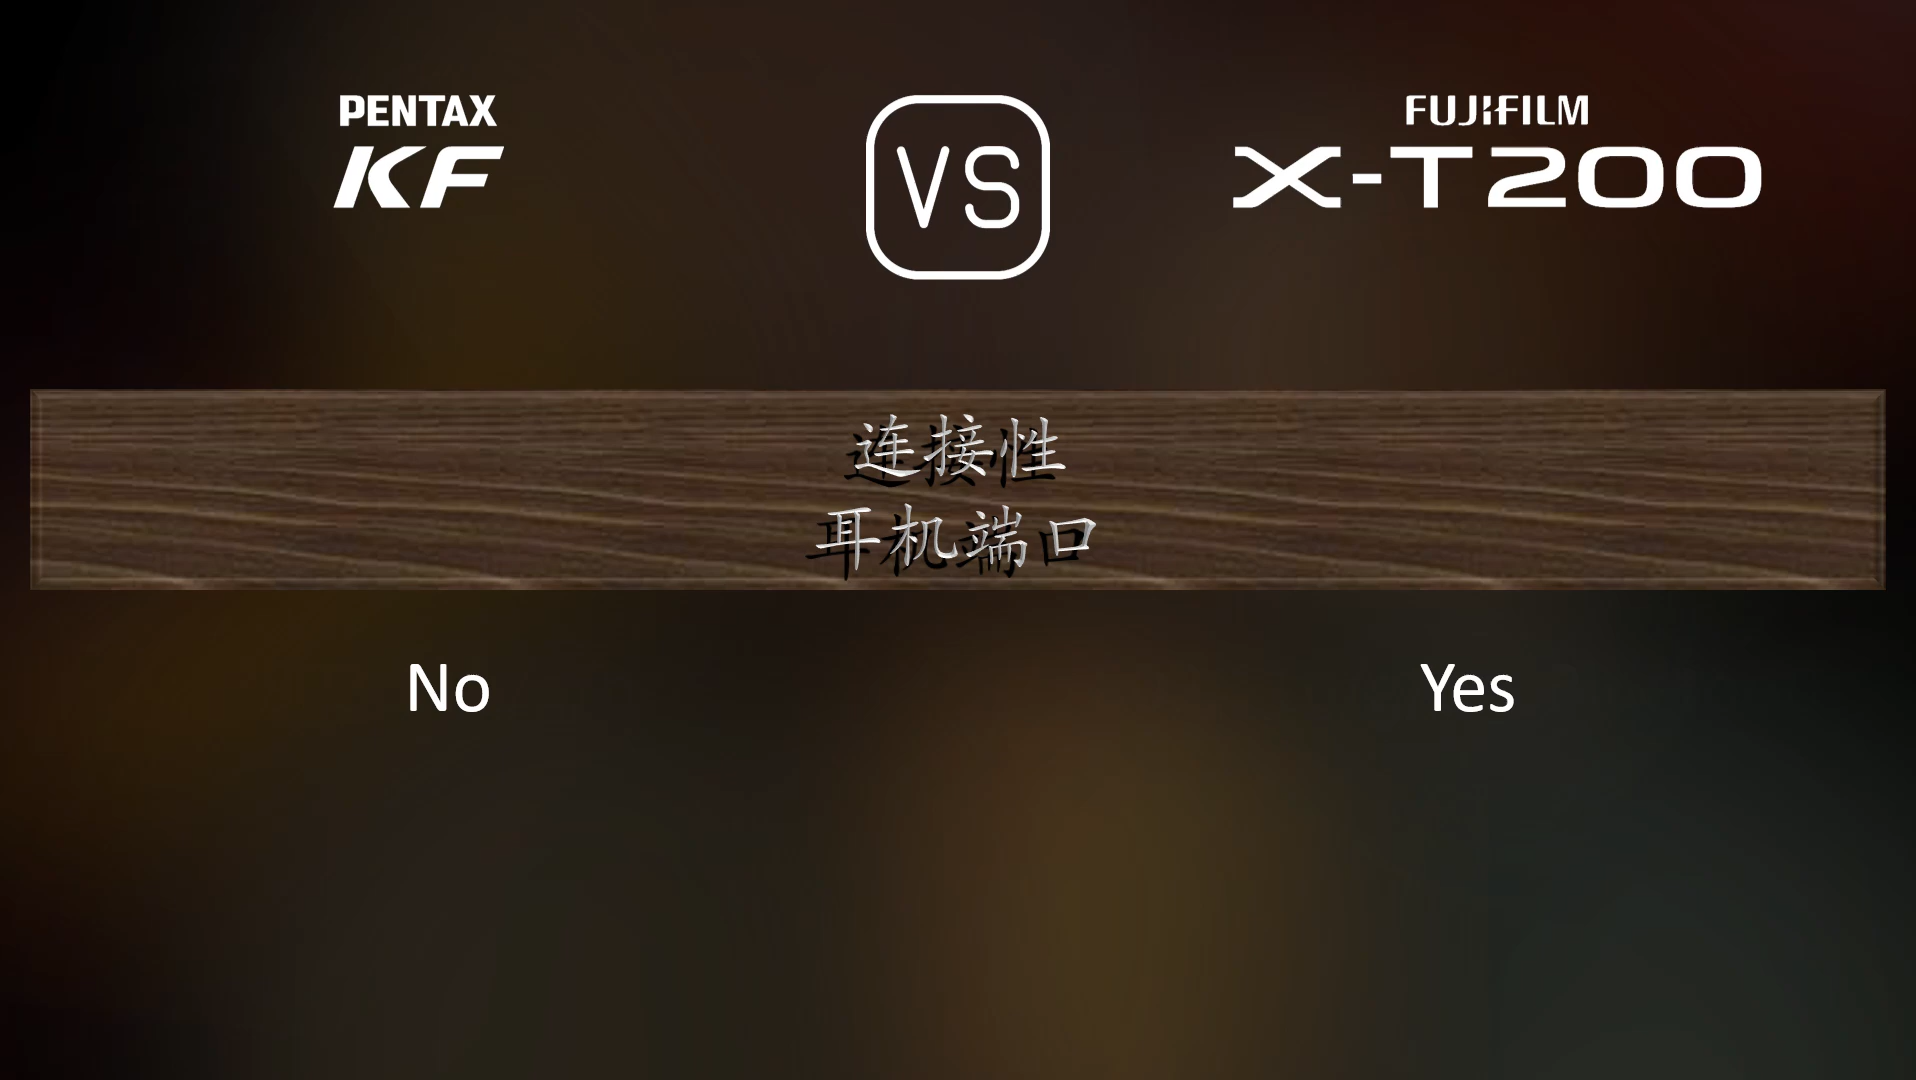 PENTAX
KF
VS
FUJIFILM
X-T200
连接性
耳机端口
No
Yes